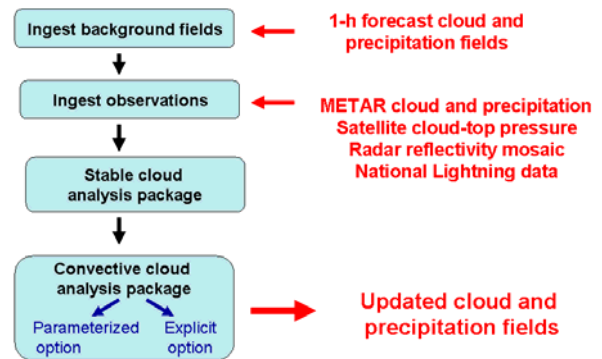 Ingest background fields
1-h forecast cloud and
precipitation fields
Ingest observations
METAR cloud and precipitation
Satellite cloud-top pressure
Radar reflectivity mosaic
National Lightning data
Stable cloud
analysis package
Convective cloud
analysis package
Parameterized
option
Explicit
option
Updated cloud and
precipitation fields